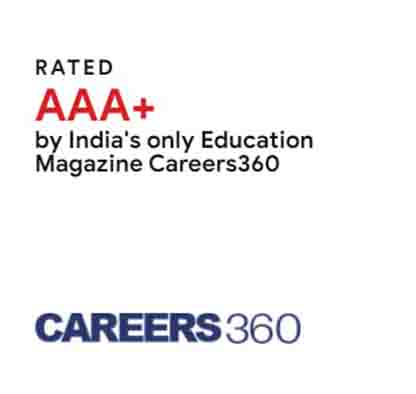 RATED
AAA+
by India's only Education
Magazine Careers360
CAREERS360